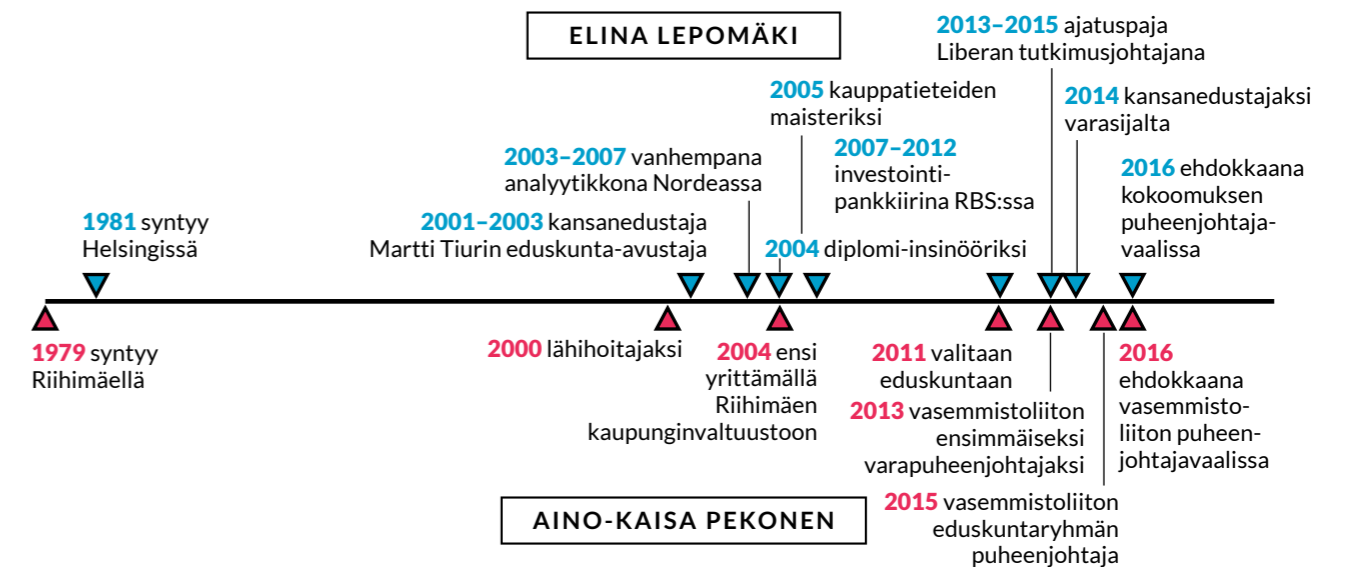 ELINA LEPOMÄKI
2013–2015 ajatuspaja
Liberan tutkimusjohtajana
2005 kauppatieteiden
maisteriksi
2014 kansanedustajaksi
varasijalta
2003–2007 vanhempana
analyytikkona Nordeassa
2007–2012
investointi-
pankkiirina RBS:ssa
2016 ehdokkaana
kokoomuksen
puheenjohtaja-
vaalissa
1981 syntyy
Helsingissä
2001–2003 kansanedustaja
Martti Tiurin eduskunta-avustaja
2004 diplomi-insinööriksi
1979 syntyy
Riihimäellä
2000 lähihoitajaksi
2004 ensi
yrittämällä
Riihimäen
kaupunginvaltuustoon
2011 valitaan
eduskuntaan
2013 vasemmistoliiton
ensimmäiseksi
varapuheenjohtajaksi
2016
ehdokkaana
vasemmisto-
liiton puheen-
johtajavaalissa
2015 vasemmistoliiton
eduskuntaryhmän
puheenjohtaja
AINO-KAISA PEKONEN